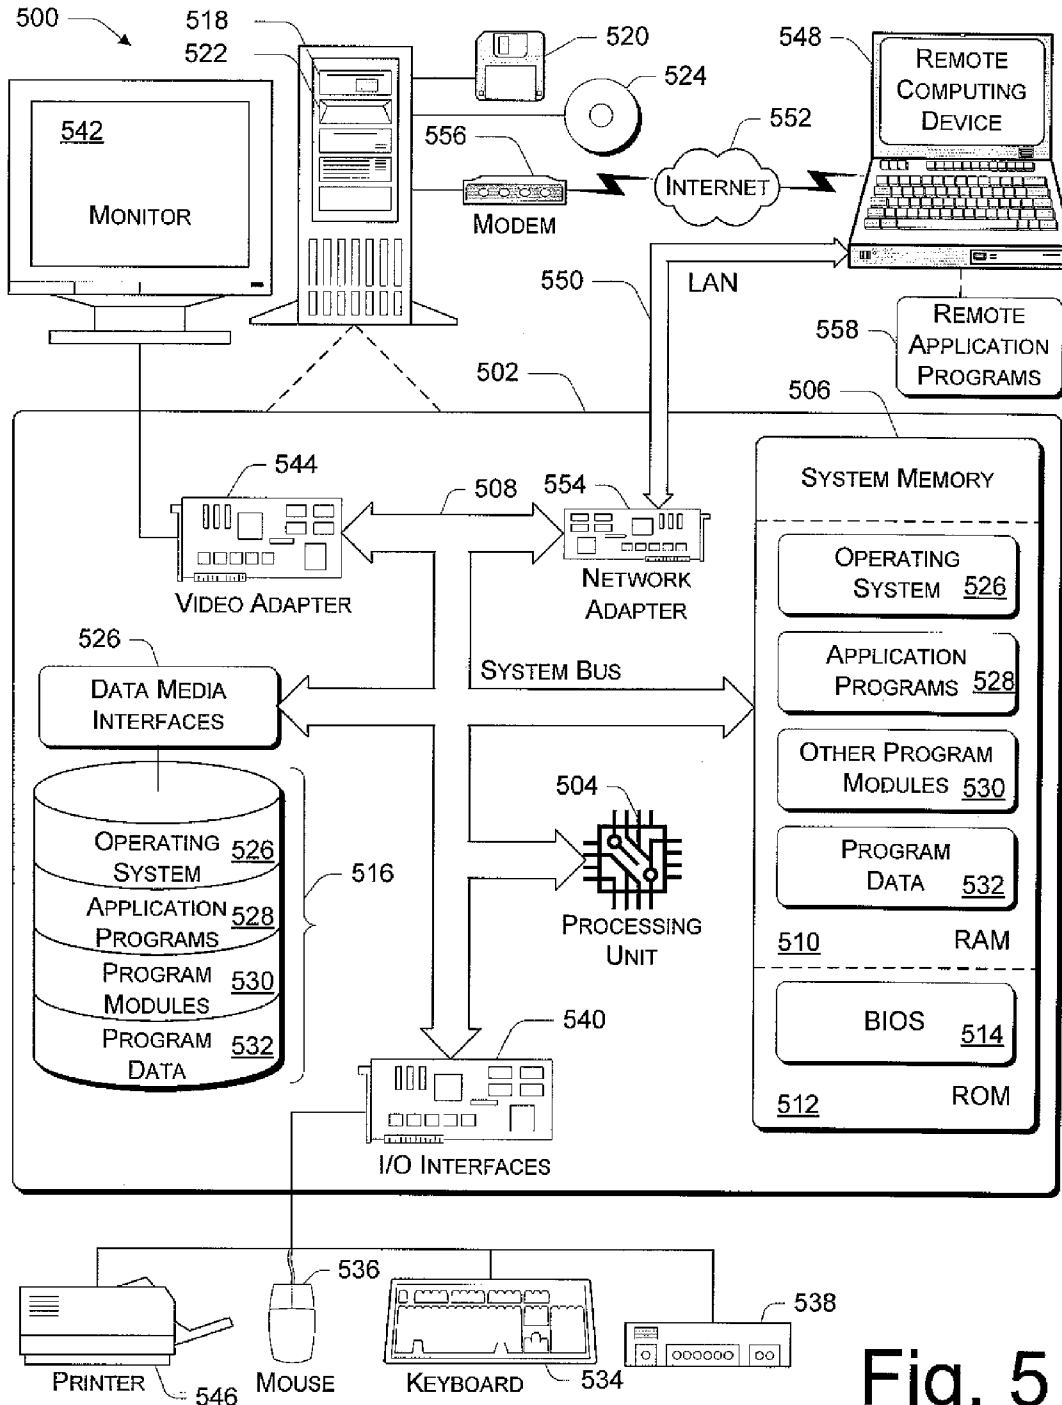 500
518
522
520
524
548
REMOTE
COMPUTING
DEVICE
542
MONITOR
556
MODEM
552
INTERNET
550
LAN
558
REMOTE
APPLICATION
PROGRAMS
502
506
SYSTEM MEMORY
544
VIDEO ADAPTER
508
554
NETWORK
ADAPTER
OPERATING
SYSTEM 526
APPLICATION
PROGRAMS 528
OTHER PROGRAM
MODULES 530
PROGRAM
DATA 532
510 RAM
BIOS 514
512 ROM
526
DATA MEDIA
INTERFACES
SYSTEM BUS
504
PROCESSING
UNIT
OPERATING
SYSTEM 526
APPLICATION
PROGRAMS 528
PROGRAM
MODULES 530
PROGRAM
DATA 532
516
540
I/O INTERFACES
PRINTER
546
536
MOUSE
KEYBOARD
534
538
Fig. 5